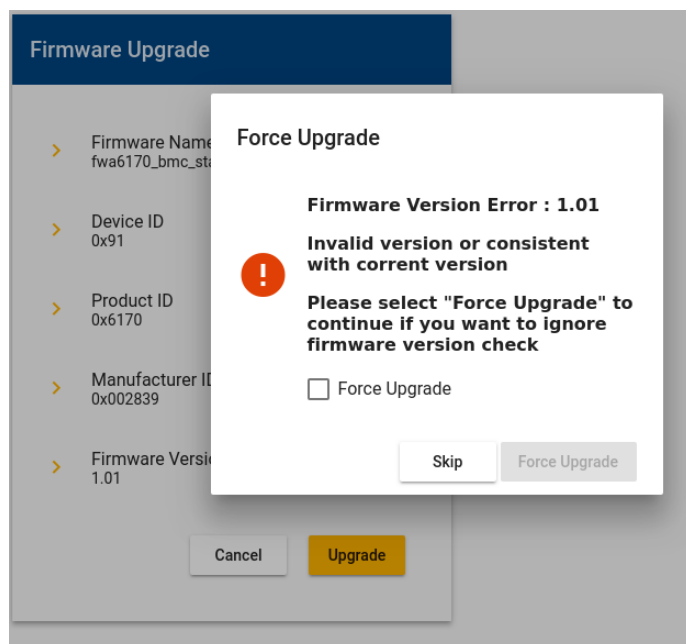 Firmware Upgrade
Firmware Name
fwa6170_bmc_sta
Device ID
0x91
Product ID
0x6170
Manufacturer ID
0x002839
Firmware Versio
1.01
Cancel
Upgrade
Force Upgrade
Firmware Version Error : 1.01
Invalid version or consistent
with corrent version
Please select "Force Upgrade" to
continue if you want to ignore
firmware version check
Force Upgrade
Skip
Force Upgrade